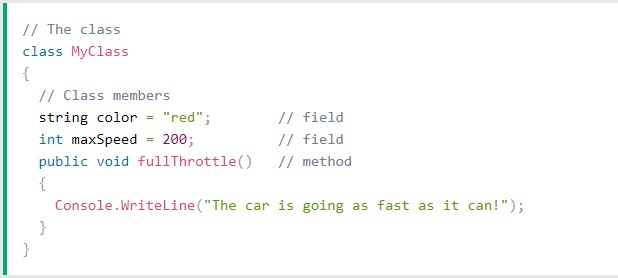 // The class
class MyClass
{
  // Class members
  string color = "red";        // field
  int maxSpeed = 200;          // field
  public void fullThrottle()   // method
  {
    Console.WriteLine("The car is going as fast as it can!");
  }
}